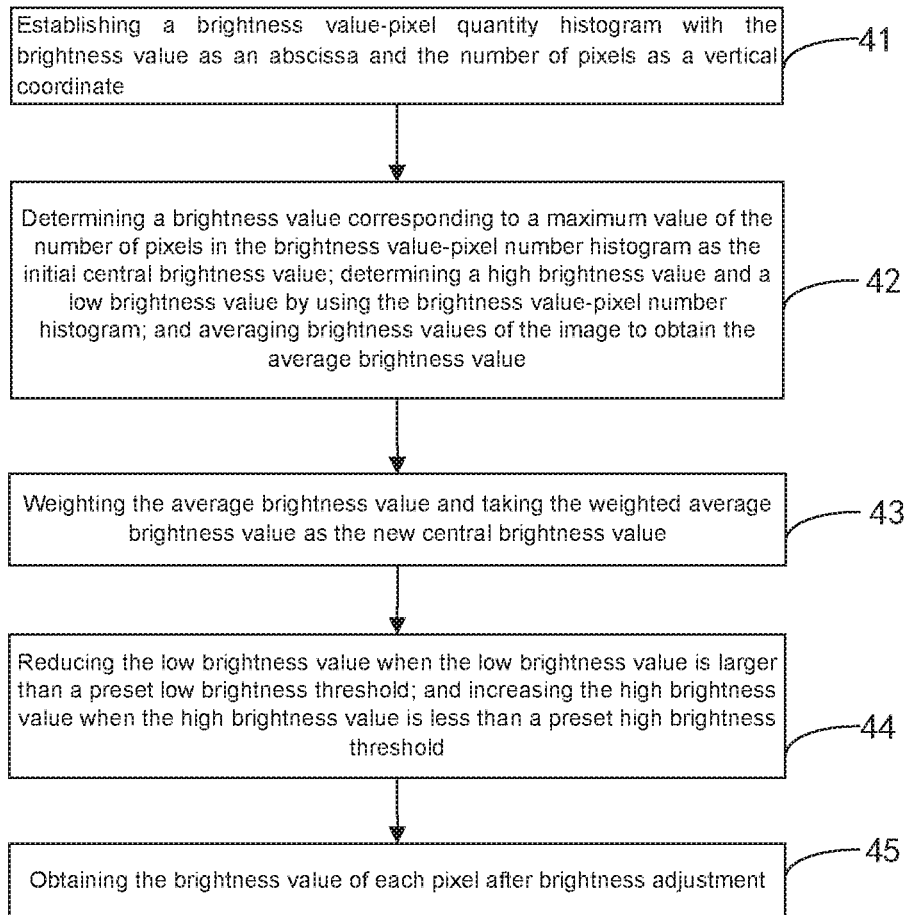 Establishing a brightness value-pixel quantity histogram with the
brightness value as an abscissa and the number of pixels as a vertical
coordinate
41
Determining a brightness value corresponding to a maximum value of the
number of pixels in the brightness value-pixel number histogram as the
initial central brightness value; determining a high brightness value and a
low brightness value by using the brightness value-pixel number
histogram; and averaging brightness values of the image to obtain the
average brightness value
42
Weighting the average brightness value and taking the weighted average
brightness value as the new central brightness value
43
Reducing the low brightness value when the low brightness value is larger
than a preset low brightness threshold; and increasing the high brightness
value when the high brightness value is less than a preset high brightness
threshold
44
Obtaining the brightness value of each pixel after brightness adjustment
45